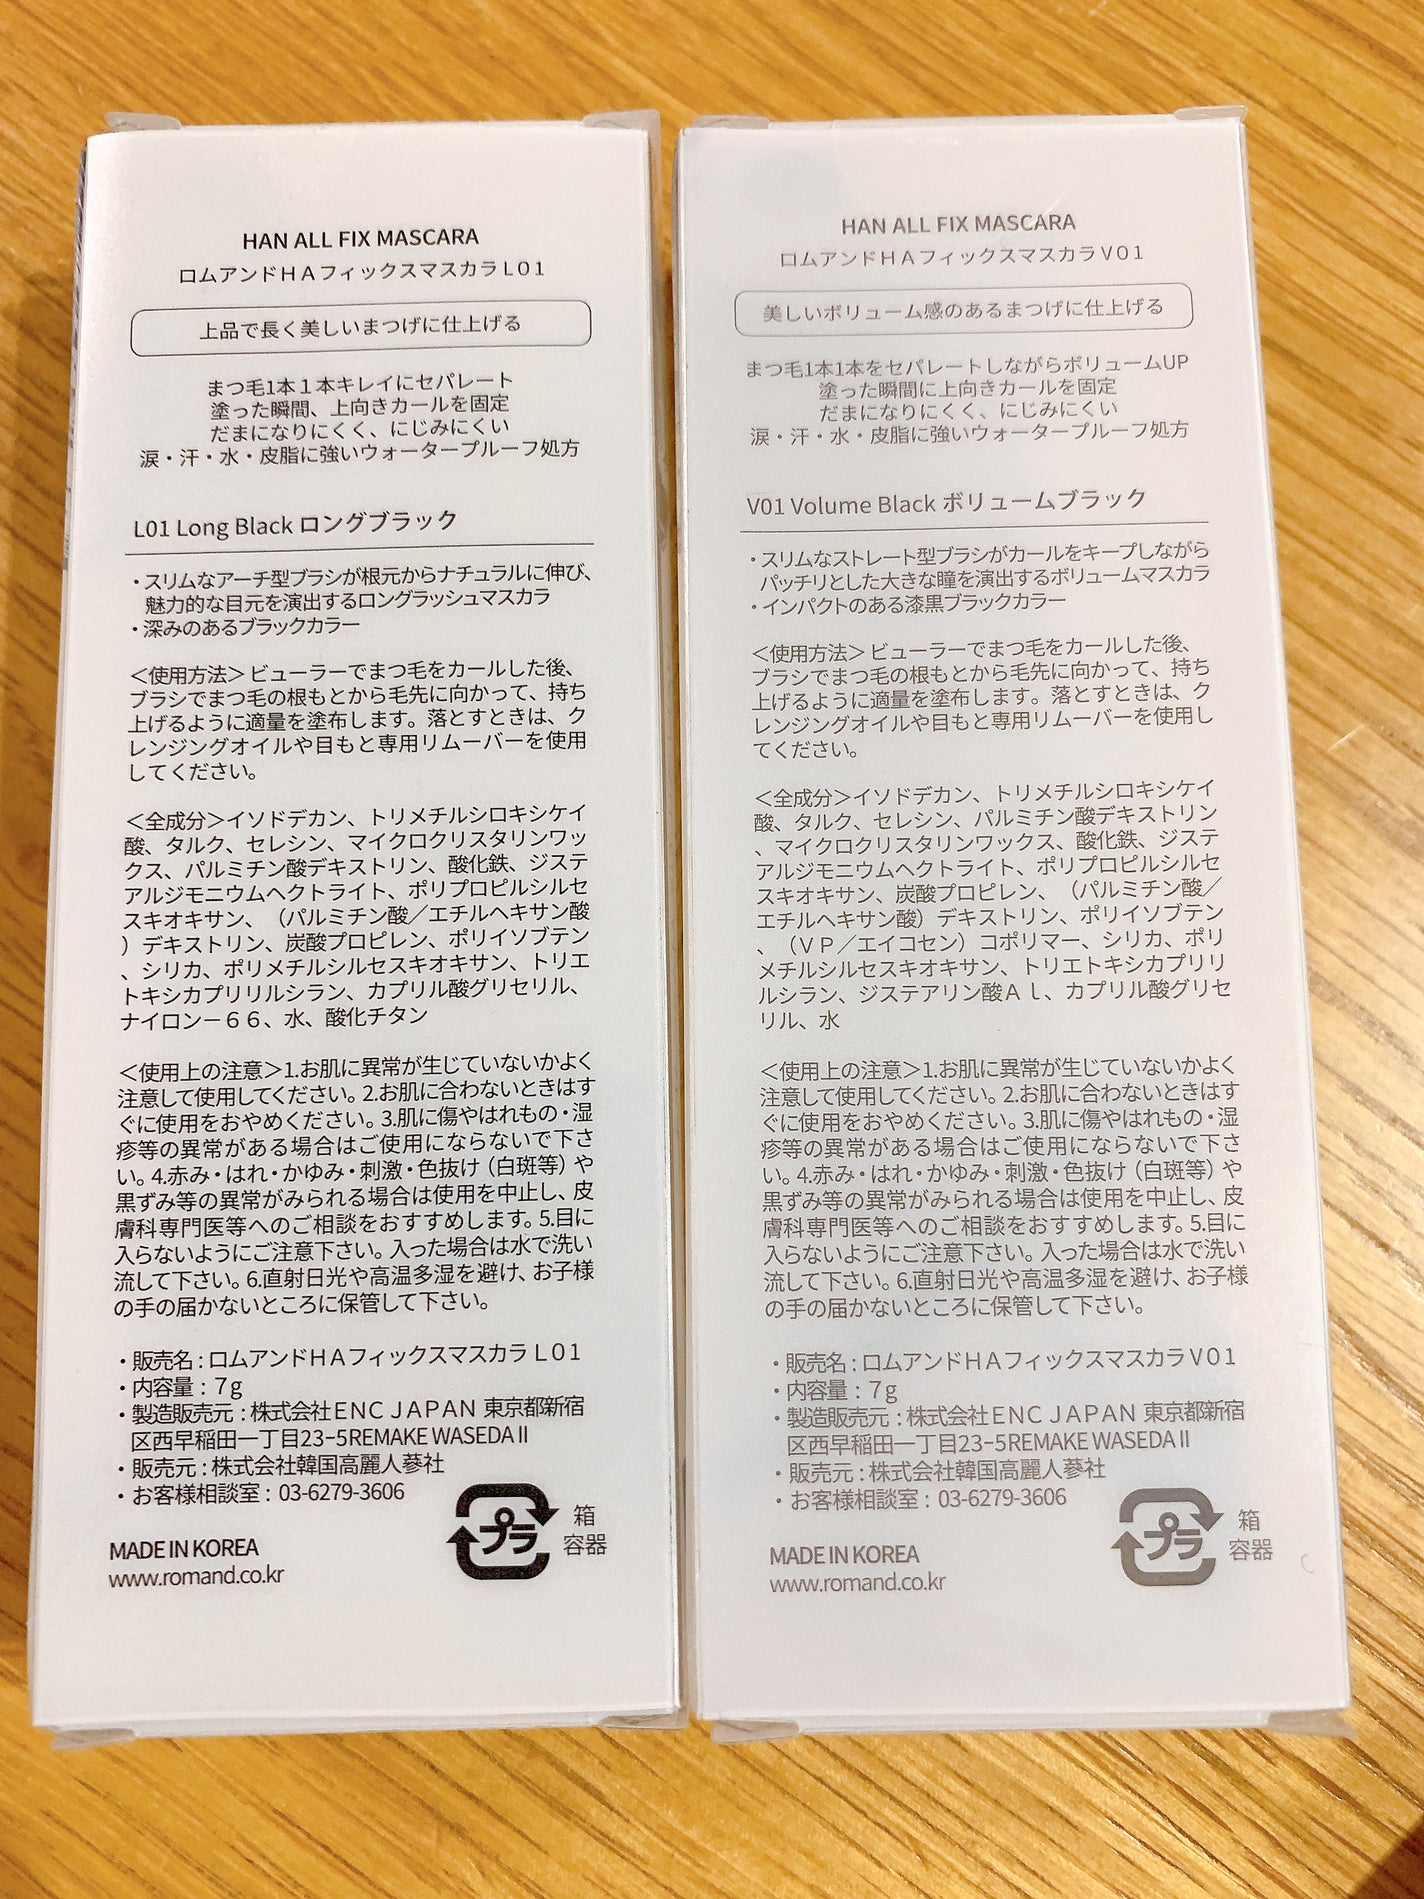 HAN ALL FIX MASCARA
ロムアンドＨＡフィックスマスカラＬ０１
上品で長く美しいまつげに仕上げる
まつ毛1本１本キレイにセパレート
塗った瞬間、上向きカールを固定
だまになりにくく、にじみにくい
涙・汗・水・皮脂に強いウォータープルーフ処方
L01 Long Black ロングブラック
・スリムなアーチ型ブラシが根元からナチュラルに伸び、
魅力的な目元を演出するロングラッシュマスカラ
・深みのあるブラックカラー
＜使用方法＞ ビューラーでまつ毛をカールした後、
ブラシでまつ毛の根もとから毛先に向かって、持ち
上げるように適量を塗布します。落とすときは、ク
レンジングオイルや目もと専用リムーバーを使用
してください。
＜全成分＞イソドデカン、トリメチルシロキシケイ
酸、タルク、セレシン、マイクロクリスタリンワッ
クス、パルミチン酸デキストリン、酸化鉄、ジステ
アルジモニウムヘクトライト、ポリプロピルシルセ
スキオキサン、（パルミチン酸／エチルヘキサン酸
）デキストリン、炭酸プロピレン、ポリイソブテン
、シリカ、ポリメチルシルセスキオキサン、トリエ
トキシカプリリルシラン、カプリル酸グリセリル、
ナイロン－６６、水、酸化チタン
＜使用上の注意＞1.お肌に異常が生じていないかよく
注意して使用してください。2.お肌に合わないときはす
ぐに使用をおやめください。3.肌に傷やはれもの・湿
疹等の異常がある場合はご使用にならないで下さ
い。4.赤み・はれ・かゆみ・刺激・色抜け（白斑等）や
黒ずみ等の異常がみられる場合は使用を中止し、皮
膚科専門医等へのご相談をおすすめします。5.目に
入らないようにご注意下さい。入った場合は水で洗い
流して下さい。6.直射日光や高温多湿を避け、お子様
の手の届かないところに保管して下さい。
・販売名：ロムアンドＨＡフィックスマスカラＬ０１
・内容量：７g
・製造販売元：株式会社ＥＮＣ ＪＡＰＡＮ 東京都新宿
区西早稲田一丁目23−5REMAKE WASEDAⅡ
・販売元：株式会社韓国高麗人蔘社
・お客様相談室：03-6279-3606
MADE IN KOREA
www.romand.co.kr
プラ
箱
容器
HAN ALL FIX MASCARA
ロムアンドＨＡフィックスマスカラＶ０１
美しいボリューム感のあるまつげに仕上げる
まつ毛1本1本をセパレートしながらボリュームUP
塗った瞬間に上向きカールを固定
だまになりにくく、にじみにくい
涙・汗・水・皮脂に強いウォータープルーフ処方
V01 Volume Black ボリュームブラック
・スリムなストレート型ブラシがカールをキープしながら
パッチリとした大きな瞳を演出するボリュームマスカラ
・インパクトのある漆黒ブラックカラー
＜使用方法＞ ビューラーでまつ毛をカールした後、
ブラシでまつ毛の根もとから毛先に向かって、持ち
上げるように適量を塗布します。落とすときは、ク
レンジングオイルや目もと専用リムーバーを使用し
てください。
＜全成分＞イソドデカン、トリメチルシロキシケイ
酸、タルク、セレシン、パルミチン酸デキストリン
、マイクロクリスタリンワックス、酸化鉄、ジステ
アルジモニウムヘクトライト、ポリプロピルシルセ
スキオキサン、炭酸プロピレン、（パルミチン酸／
エチルヘキサン酸）デキストリン、ポリイソブテン
、（ＶＰ／エイコセン）コポリマー、シリカ、ポリ
メチルシルセスキオキサン、トリエトキシカプリリ
ルシラン、ジステアリン酸Ａｌ、カプリル酸グリセ
リル、水
＜使用上の注意＞1.お肌に異常が生じていないかよく
注意して使用してください。2.お肌に合わないときはす
ぐに使用をおやめください。3.肌に傷やはれもの・湿
疹等の異常がある場合はご使用にならないで下さ
い。4.赤み・はれ・かゆみ・刺激・色抜け（白斑等）や
黒ずみ等の異常がみられる場合は使用を中止し、皮
膚科専門医等へのご相談をおすすめします。5.目に
入らないようにご注意下さい。入った場合は水で洗い
流して下さい。6.直射日光や高温多湿を避け、お子様
の手の届かないところに保管して下さい。
・販売名：ロムアンドＨＡフィックスマスカラＶ０１
・内容量：７g
・製造販売元：株式会社ＥＮＣ ＪＡＰＡＮ 東京都新宿
区西早稲田一丁目23−5REMAKE WASEDAⅡ
・販売元：株式会社韓国高麗人蔘社
・お客様相談室：03-6279-3606
MADE IN KOREA
www.romand.co.kr
プラ
箱
容器